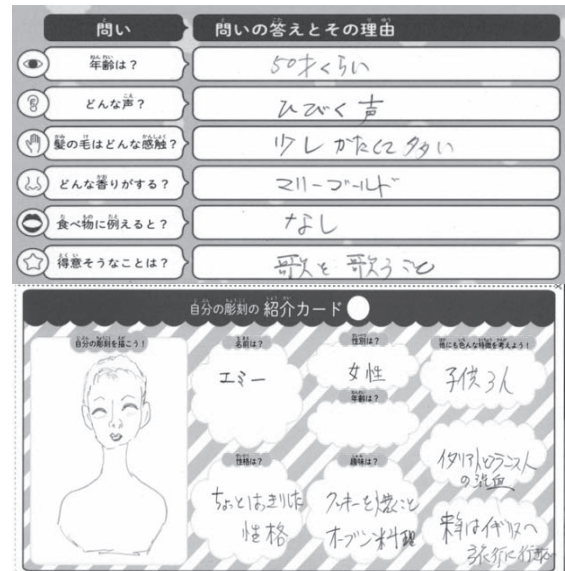 問い
問いの答えとその理由
年齢は？
50才くらい
どんな声？
ひびく声
髪の毛はどんな感触？
少しかたくて多い
どんな香りがする？
マリーゴールド
食べ物に例えると？
なし
得意そうなことは？
歌を歌うこと
自分の彫刻の紹介カード
自分の彫刻を描こう！
名前は？
エミー
性別は？
女性
年齢は？
他にも色んな特徴を考えよう！
子供3人
イタリア人とフランス人
の混血
来年はイギリスへ
旅行に行く
性格は？
ちょっとはっきりした
性格
趣味は？
クッキーを焼くこと
オーブン料理